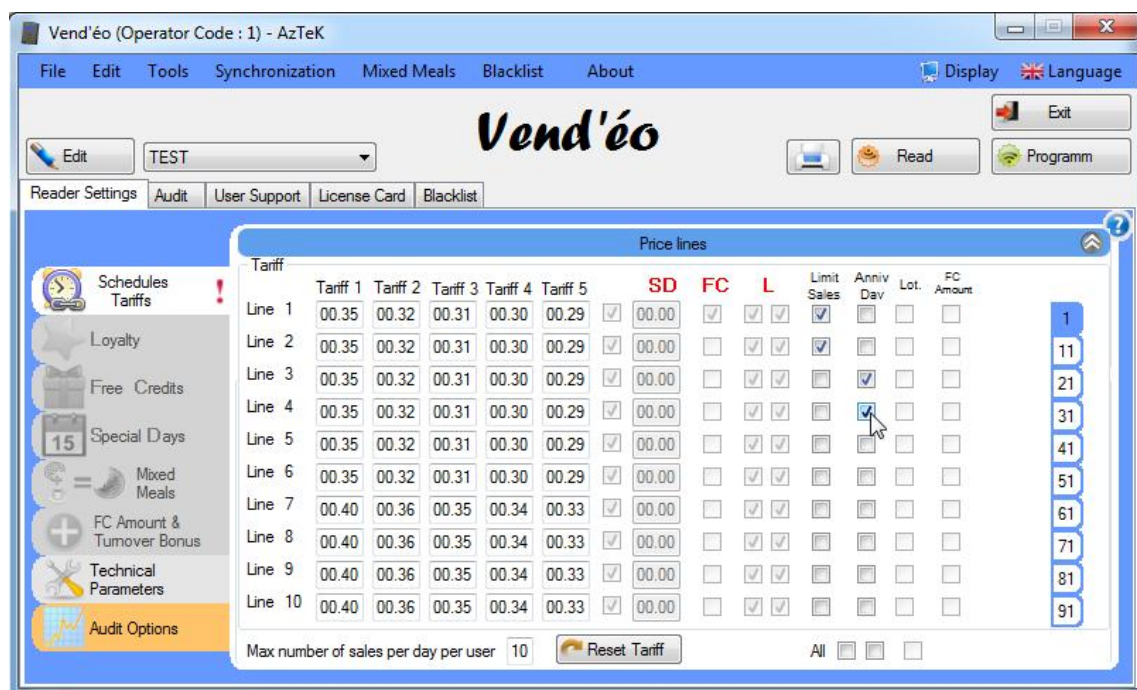 Vend'éo (Operator Code : 1) - AzTeK
File Edit Tools Synchronization Mixed Meals Blacklist About Display Language
Vend'éo
Exit
Edit TEST Read Programm
Reader Settings Audit User Support License Card Blacklist
?
Price lines
Schedules
Tariffs
!
Loyalty
Free Credits
15 Special Days
Mixed
Meals
FC Amount &
Turnover Bonus
Technical
Parameters
Audit Options
Tariff
Tariff 1 Tariff 2 Tariff 3 Tariff 4 Tariff 5 SD FC L Limit Sales Anniv Day Lot. FC Amount
Line 1 00.35 00.32 00.31 00.30 00.29 00.00 1
Line 2 00.35 00.32 00.31 00.30 00.29 00.00 11
Line 3 00.35 00.32 00.31 00.30 00.29 00.00 21
Line 4 00.35 00.32 00.31 00.30 00.29 00.00 31
Line 5 00.35 00.32 00.31 00.30 00.29 00.00 41
Line 6 00.35 00.32 00.31 00.30 00.29 00.00 51
Line 7 00.40 00.36 00.35 00.34 00.33 00.00 61
Line 8 00.40 00.36 00.35 00.34 00.33 00.00 71
Line 9 00.40 00.36 00.35 00.34 00.33 00.00 81
Line 10 00.40 00.36 00.35 00.34 00.33 00.00 91
Max number of sales per day per user 10 Reset Tariff All